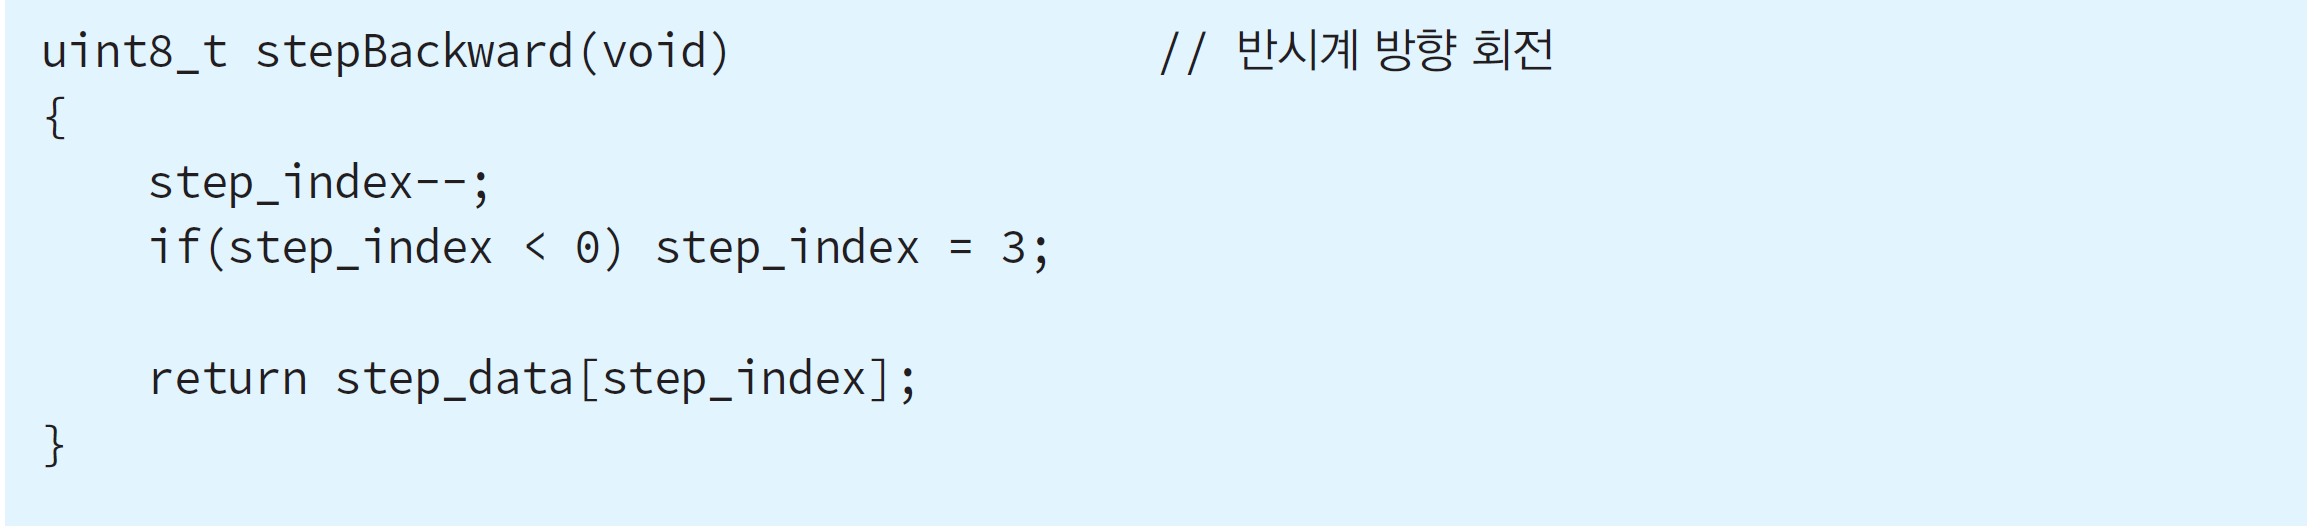 uint8_t stepBackward(void) // 반시계 방향 회전
{
    step_index--;
    if(step_index < 0) step_index = 3;

    return step_data[step_index];
}